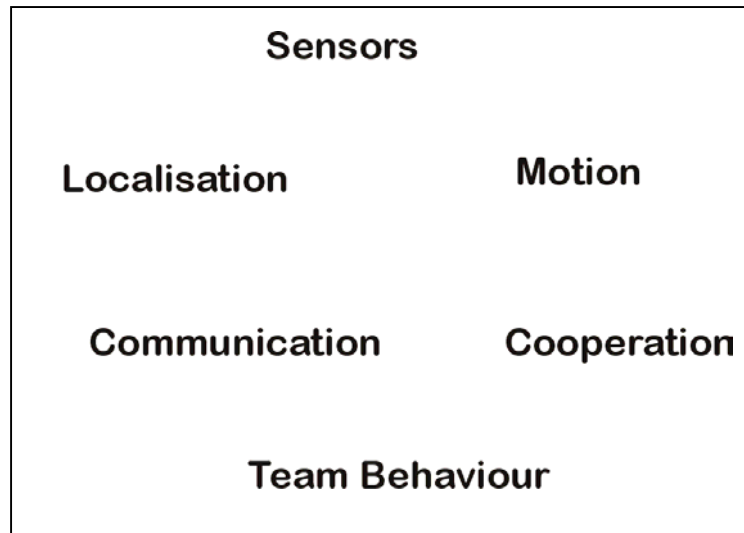 Sensors
Localisation
Motion
Communication
Cooperation
Team Behaviour